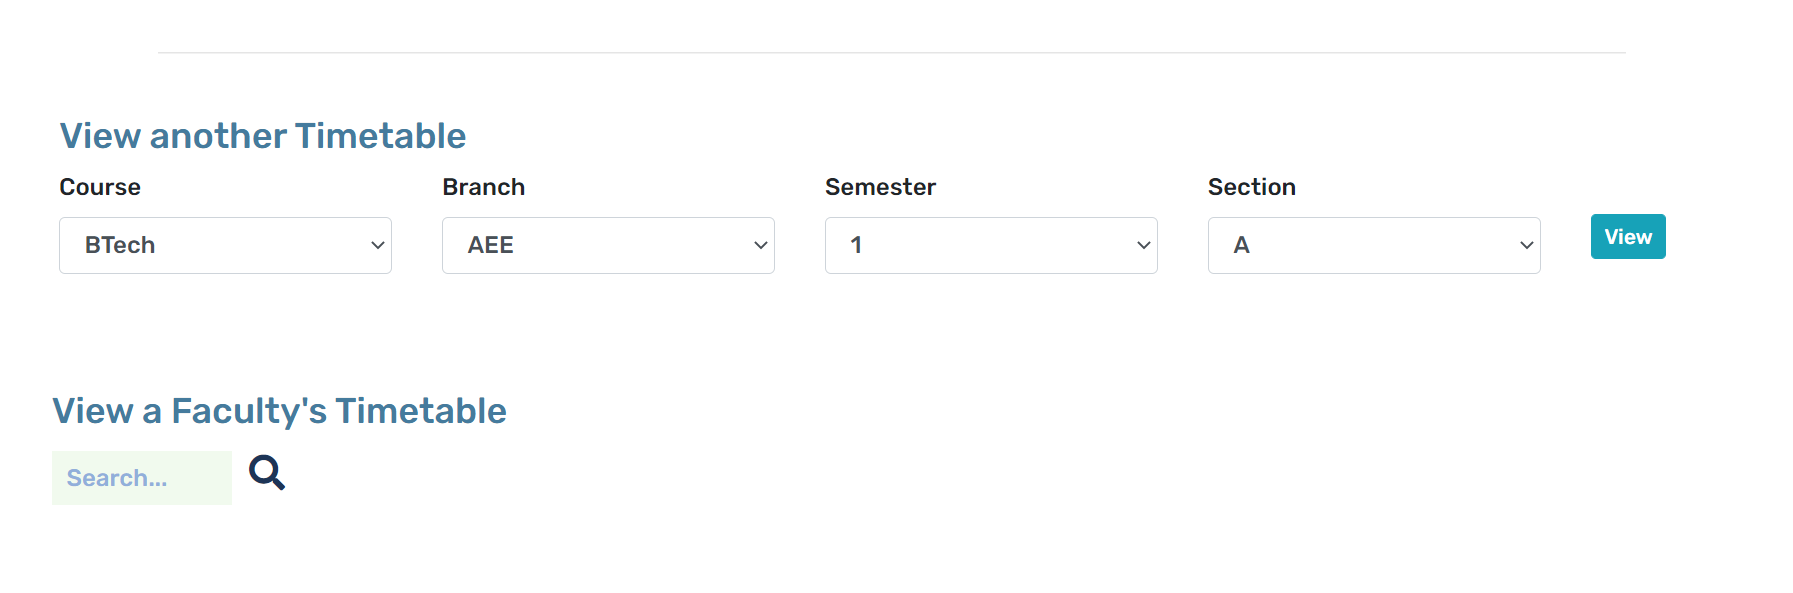 View another Timetable
Course Branch Semester Section
BTech AEE 1 A View
View a Faculty's Timetable
Search...